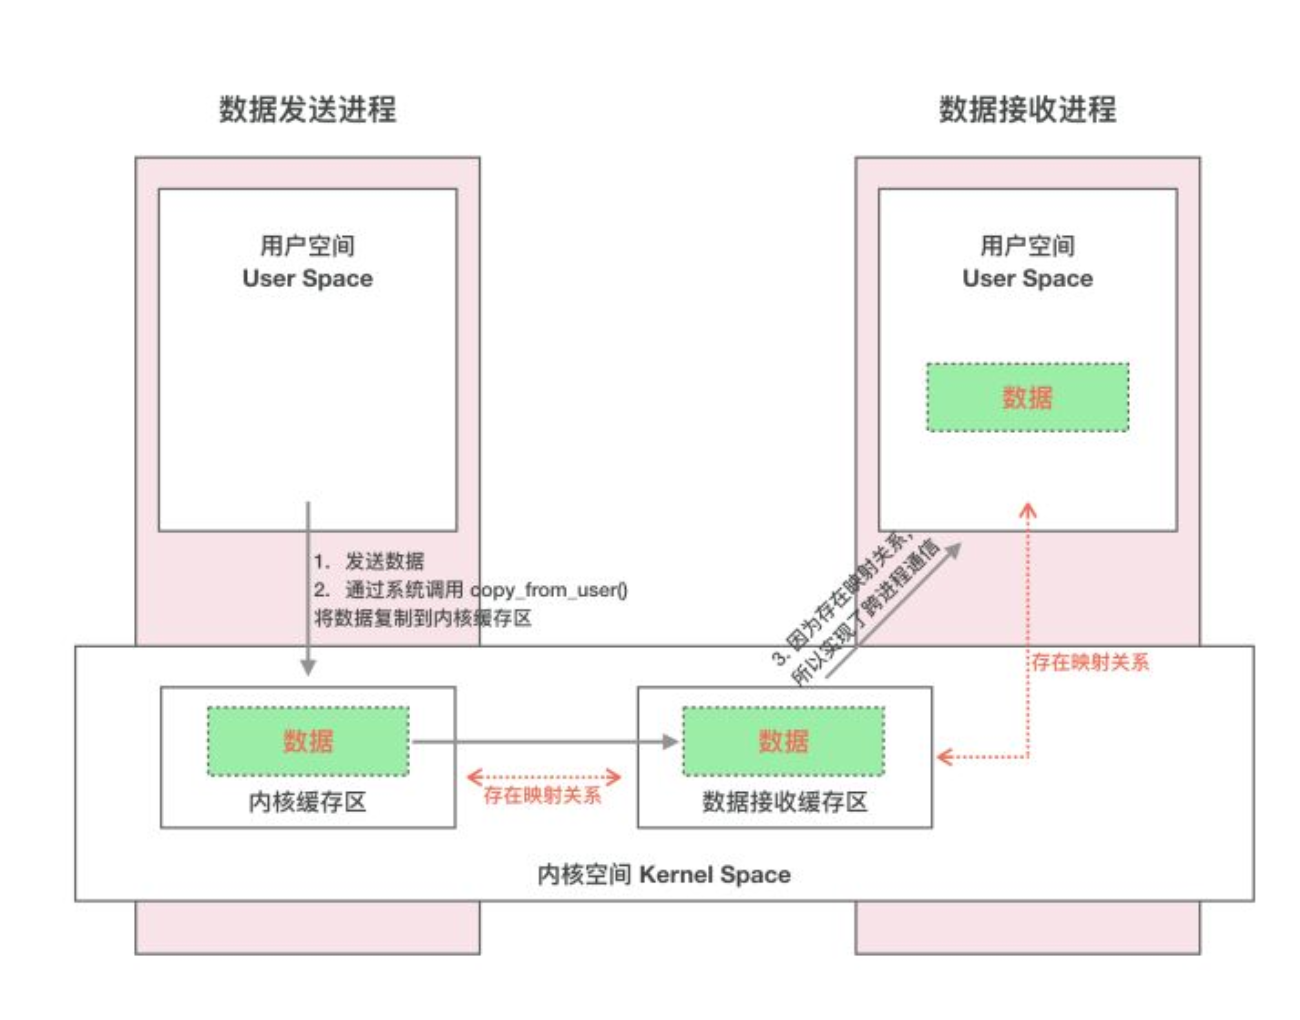 数据发送进程
数据接收进程
用户空间
User Space
用户空间
User Space
数据
1. 发送数据
2. 通过系统调用 copy_from_user()
将数据复制到内核缓存区
3. 因为存在映射关系,
所以实现了跨进程通信
存在映射关系
数据
数据
存在映射关系
内核缓存区
数据接收缓存区
内核空间 Kernel Space